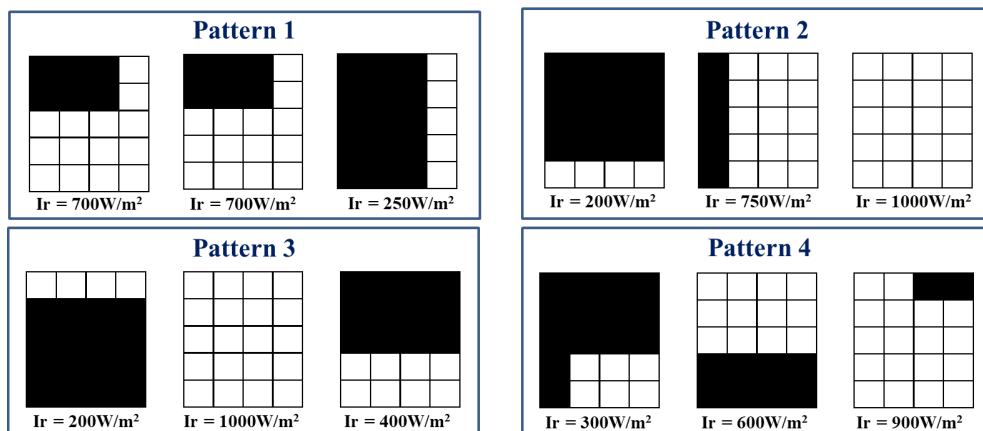 Pattern 1
Ir = 700W/m²
Ir = 700W/m²
Ir = 250W/m²
Pattern 2
Ir = 200W/m²
Ir = 750W/m²
Ir = 1000W/m²
Pattern 3
Ir = 200W/m²
Ir = 1000W/m²
Ir = 400W/m²
Pattern 4
Ir = 300W/m²
Ir = 600W/m²
Ir = 900W/m²